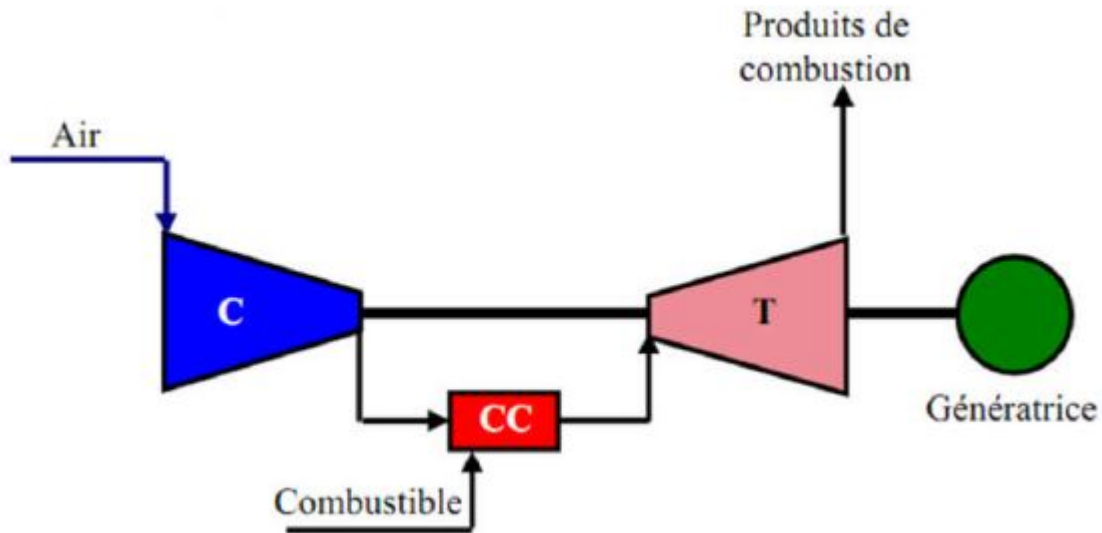 Produits de
combustion
Air
C
T
CC
Génératrice
Combustible